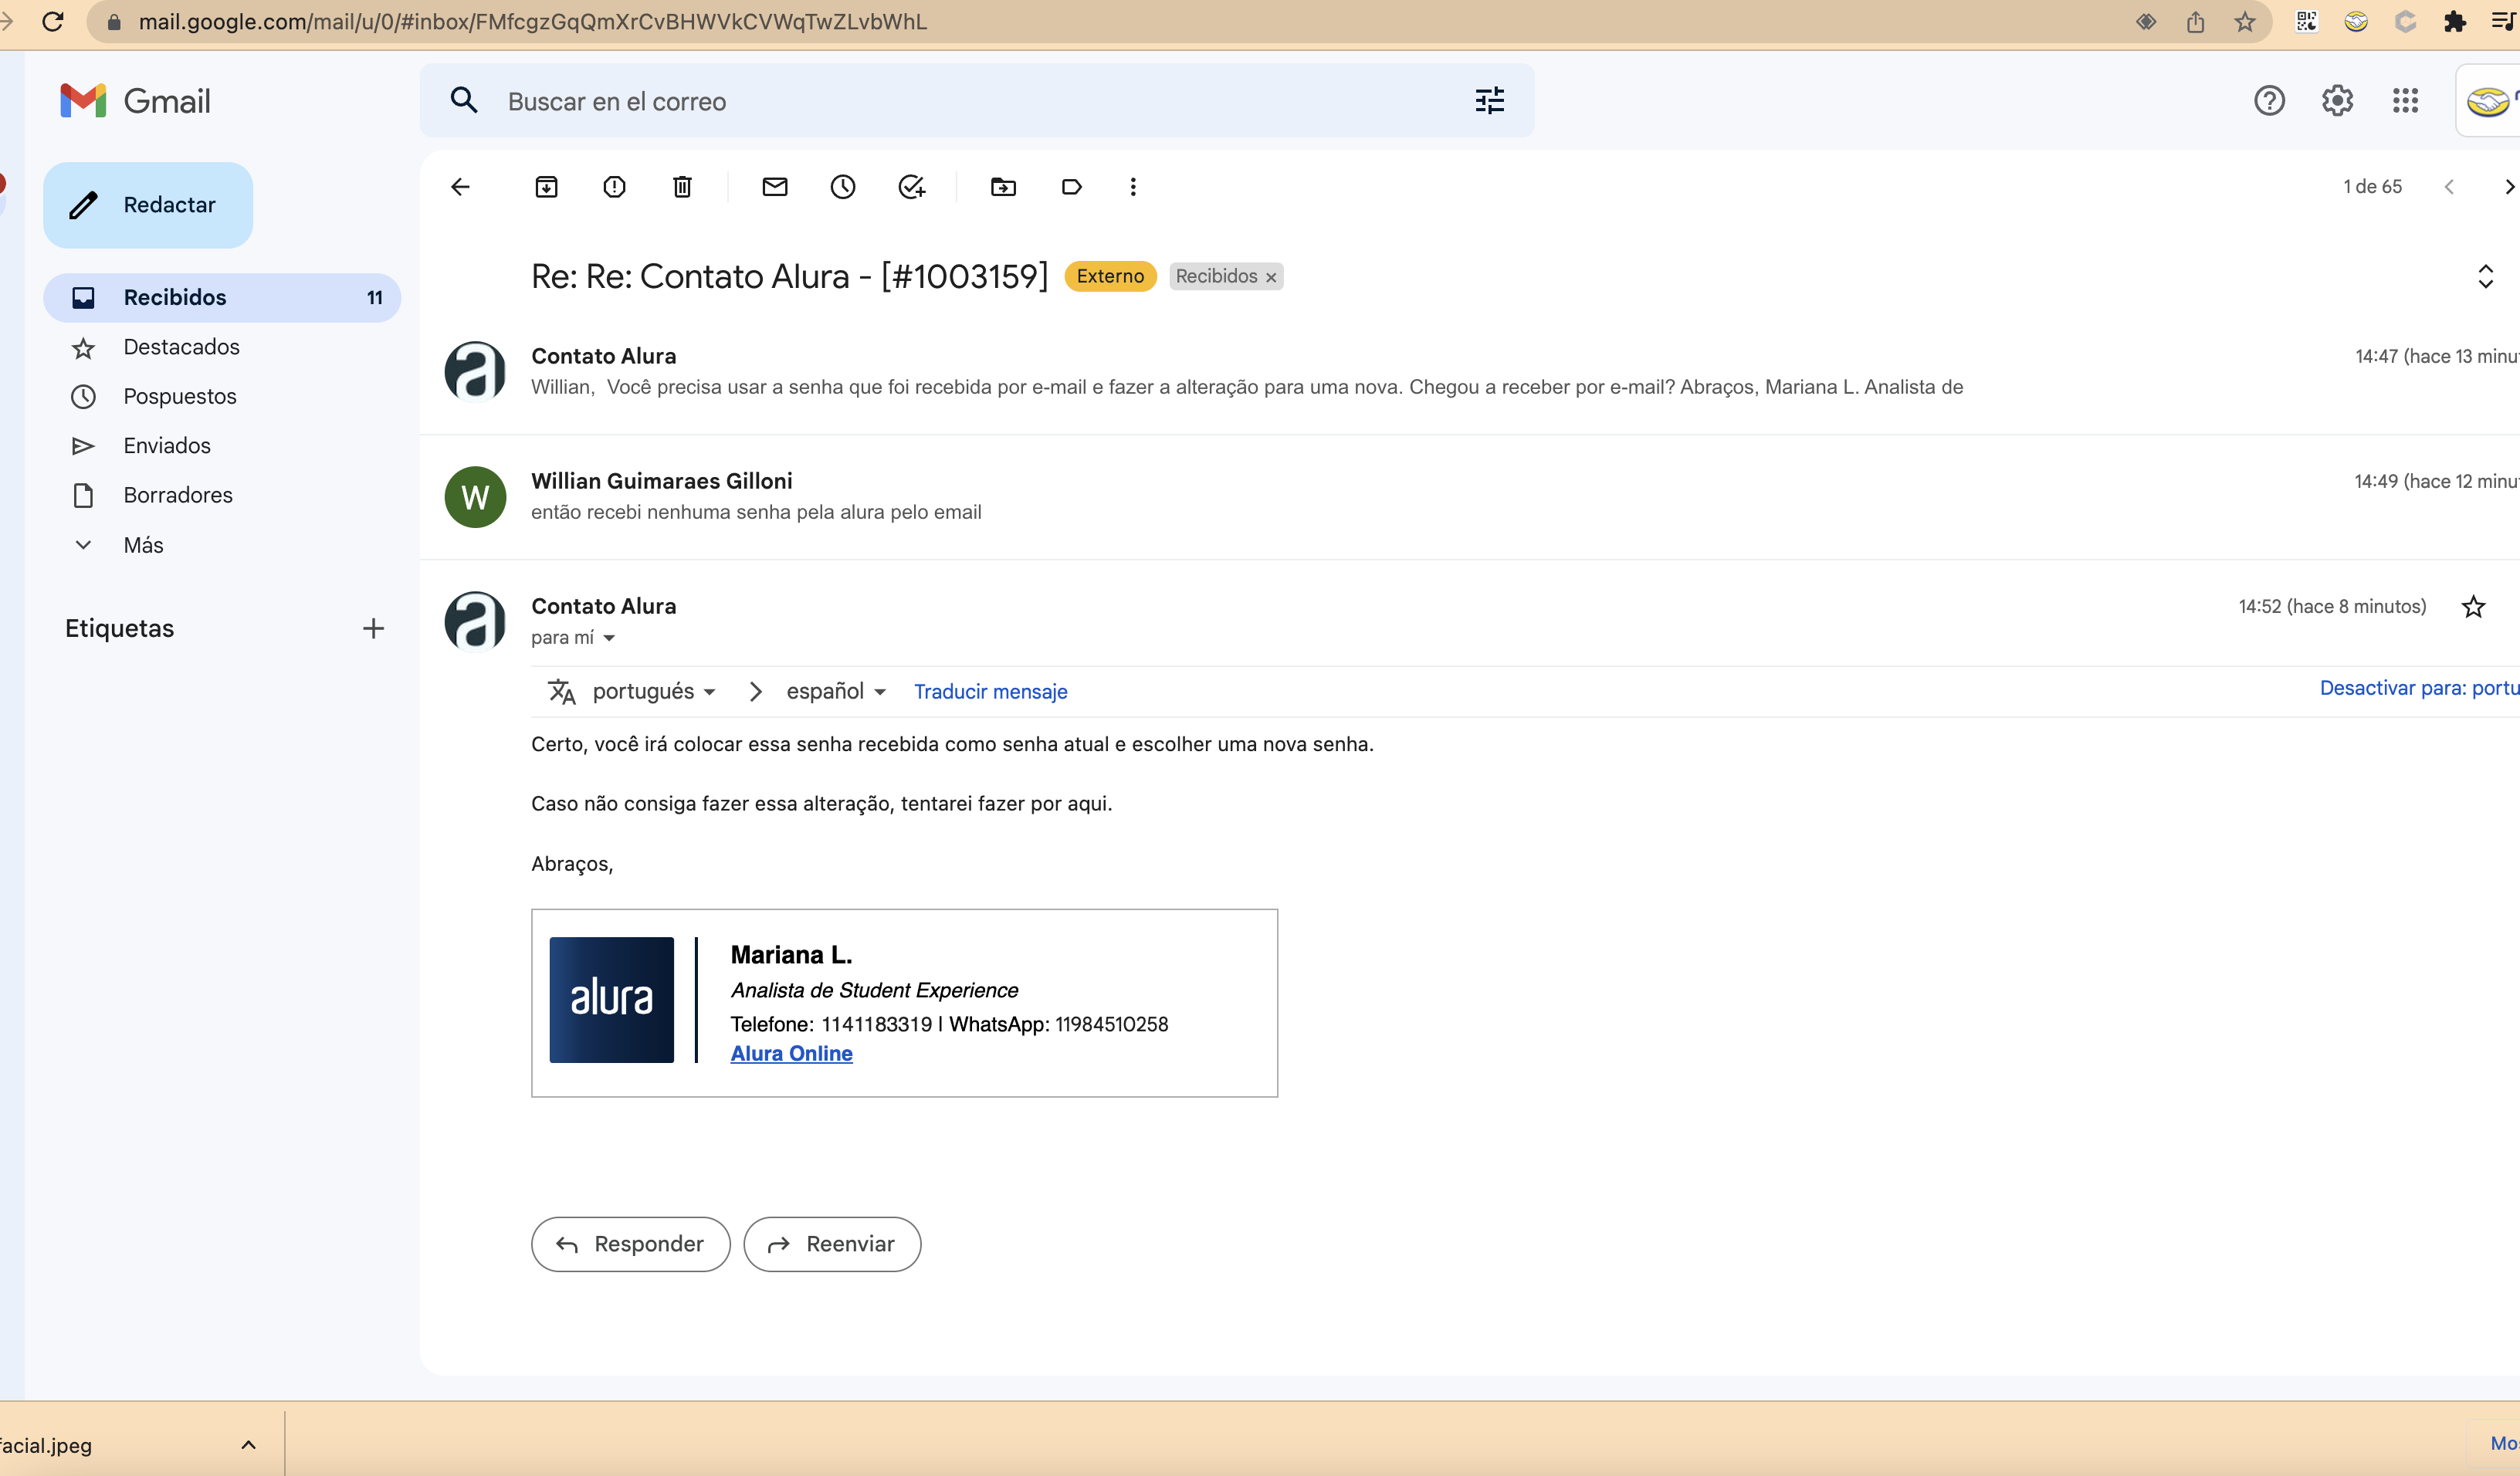 mail.google.com/mail/u/0/#inbox/FMfcgzGqQmXrCvBHWVkCVWqTwZLvbWhL
Gmail
Buscar en el correo
Redactar
1 de 65
Recibidos 11
Destacados
Pospuestos
Enviados
Borradores
Más
Etiquetas
Re: Re: Contato Alura - [#1003159] Externo Recibidos
Contato Alura
14:47 (hace 13 minu
Willian, Você precisa usar a senha que foi recebida por e-mail e fazer a alteração para uma nova. Chegou a receber por e-mail? Abraços, Mariana L. Analista de
W
Willian Guimaraes Gilloni
14:49 (hace 12 minu
então recebi nenhuma senha pela alura pelo email
Contato Alura
14:52 (hace 8 minutos)
para mí
portugués español Traducir mensaje
Desactivar para: portu
Certo, você irá colocar essa senha recebida como senha atual e escolher uma nova senha.
Caso não consiga fazer essa alteração, tentarei fazer por aqui.
Abraços,
alura
Mariana L.
Analista de Student Experience
Telefone: 1141183319 | WhatsApp: 11984510258
Alura Online
Responder
Reenviar
facial.jpeg
Mo